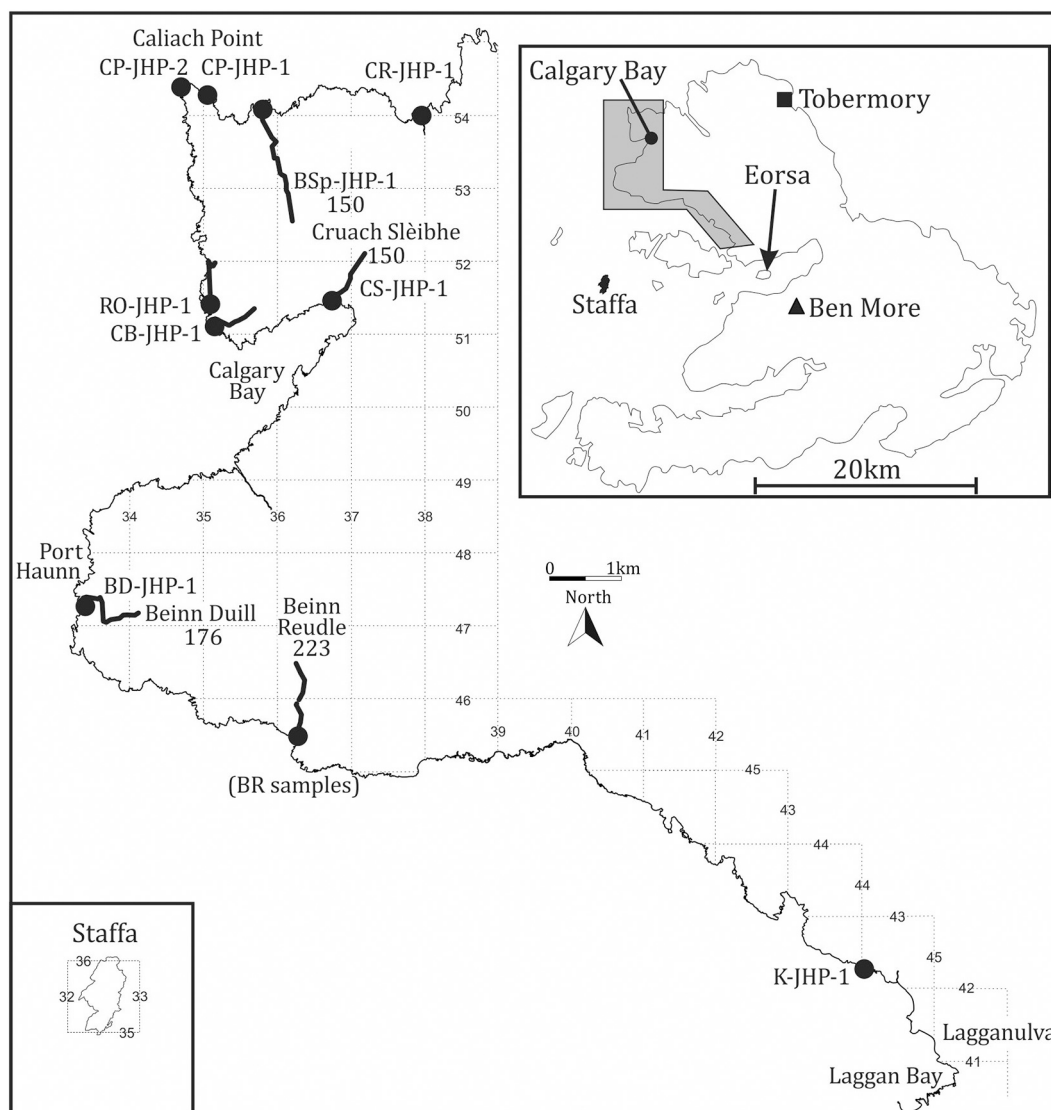 Caliach Point
CP-JHP-2
CP-JHP-1
CR-JHP-1
54
53
BSp-JHP-1
150
Cruach Slèibhe
150
52
CS-JHP-1
RO-JHP-1
CB-JHP-1
51
Calgary
Bay
50
49
34
35
36
37
38
48
Port
Haunn
BD-JHP-1
Beinn Duill
176
47
Beinn
Reudle
223
46
39
40
41
42
(BR samples)
45
43
44
44
43
45
K-JHP-1
42
Lagganulva
41
Laggan Bay
0
1km
North
Calgary Bay
Tobermory
Eorsa
Staffa
Ben More
20km
Staffa
36
32
33
35